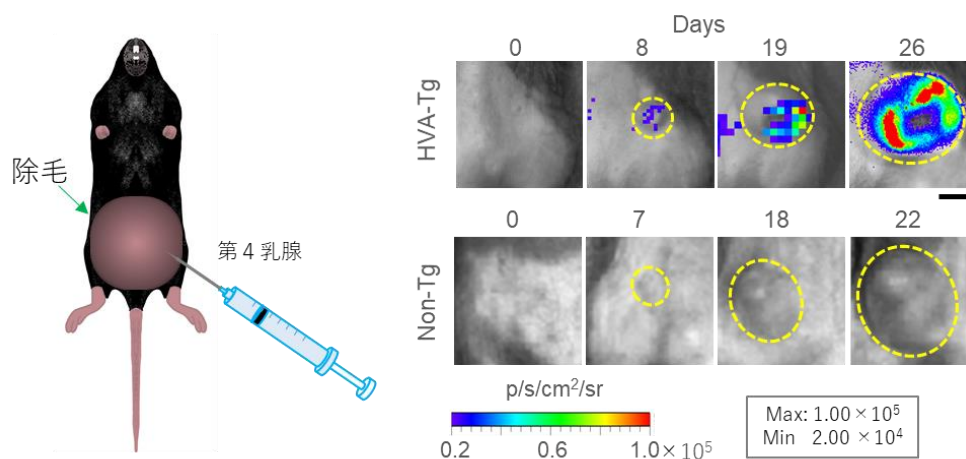 除毛
第 4 乳腺
Days
0 8 19 26
HVA-Tg
0 7 18 22
Non-Tg
p/s/cm²/sr
0.2 0.6 1.0 × 10⁵
Max: 1.00 × 10⁵
Min 2.00 × 10⁴